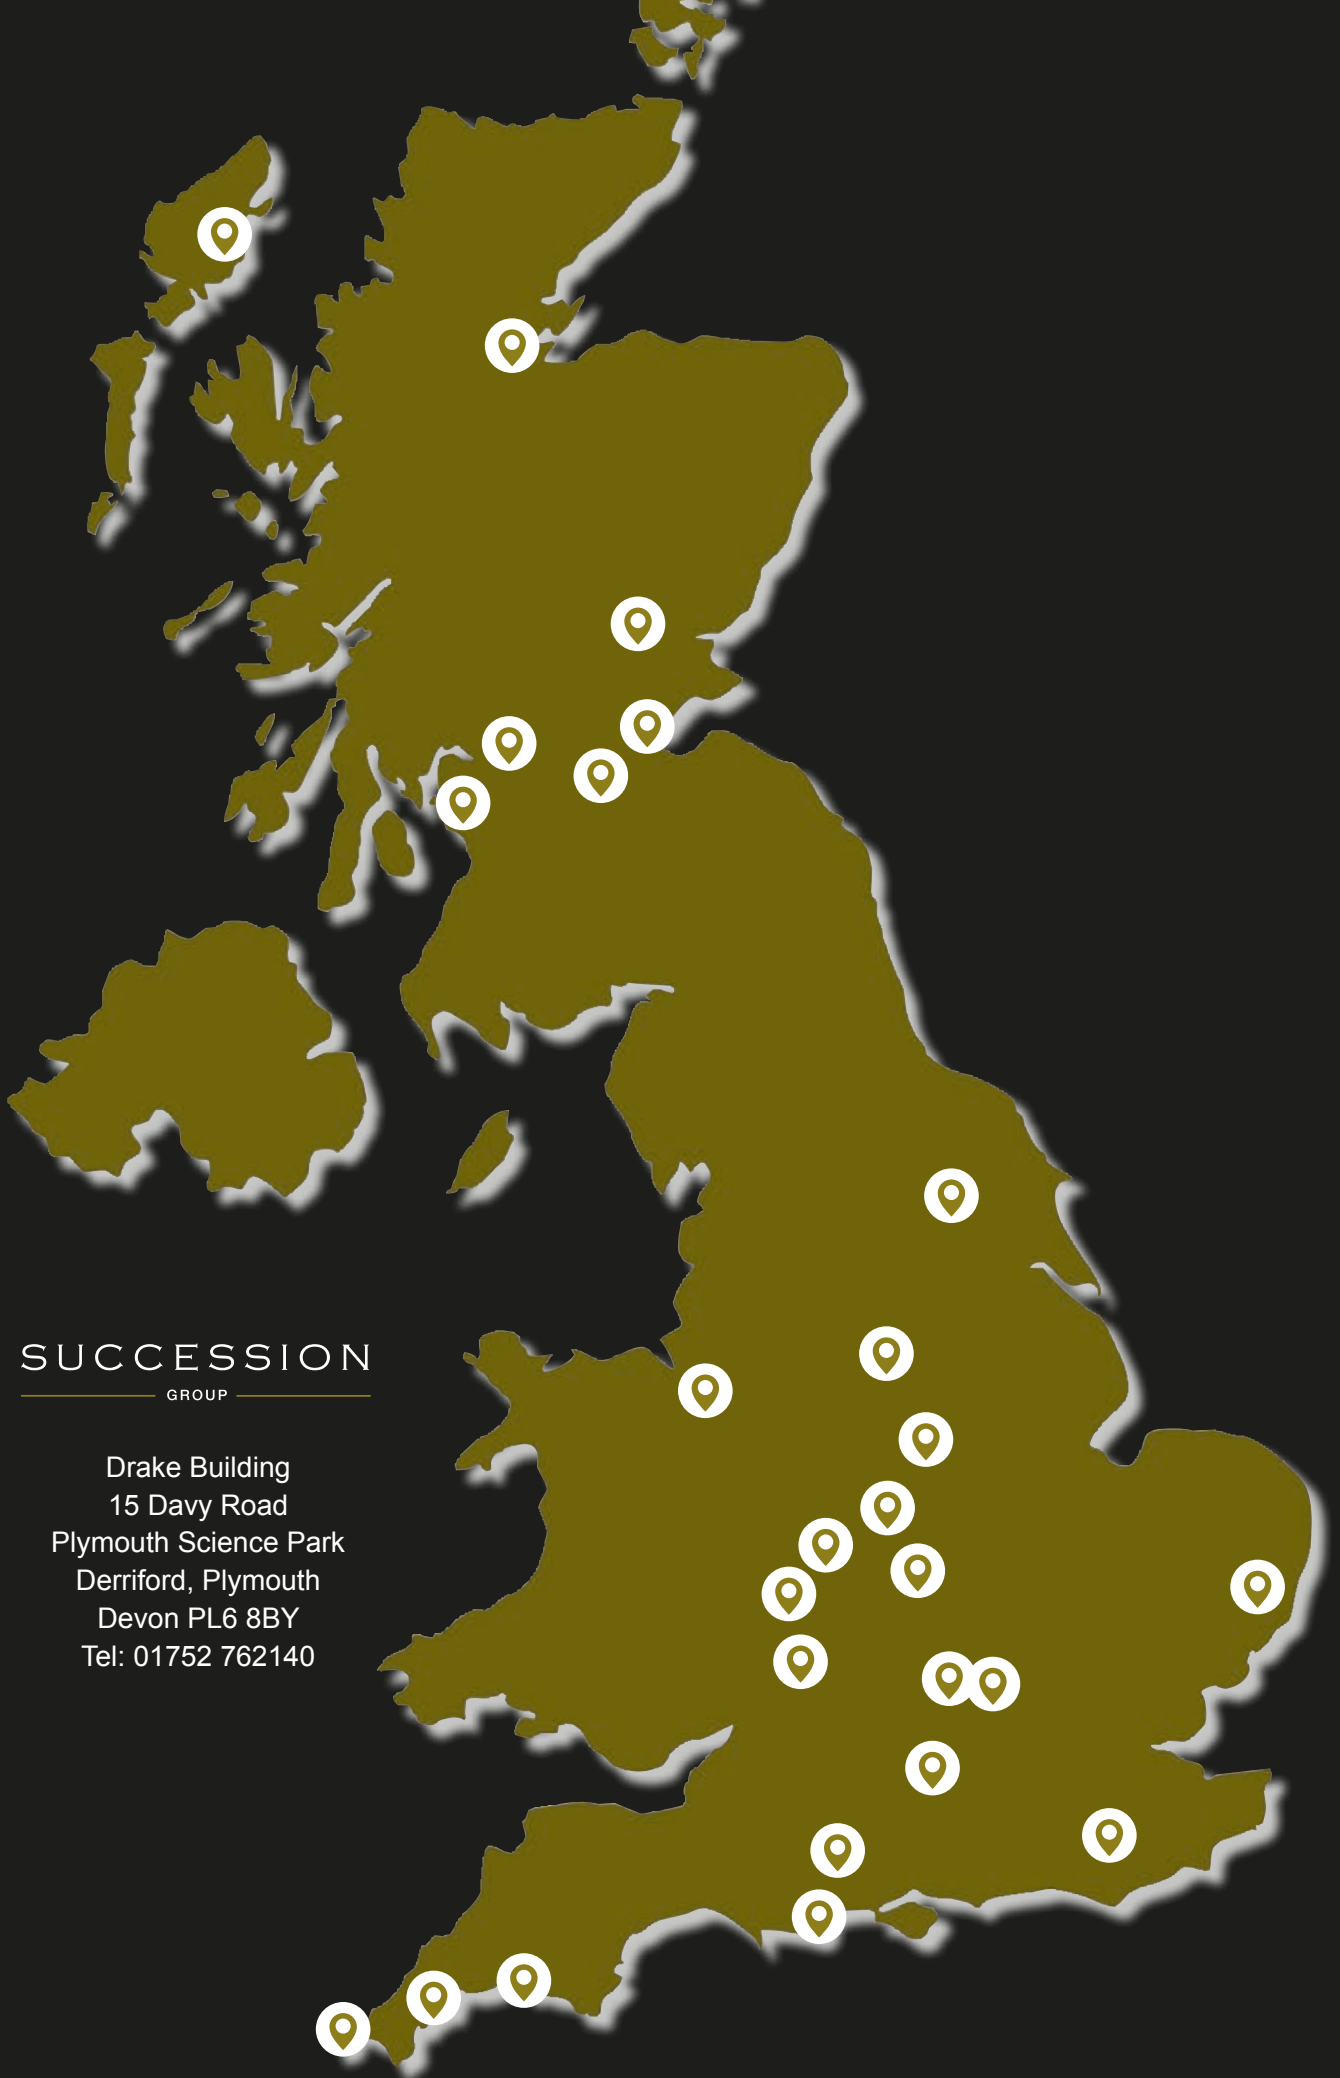 SUCCESSION
GROUP
Drake Building
15 Davy Road
Plymouth Science Park
Derriford, Plymouth
Devon PL6 8BY
Tel: 01752 762140